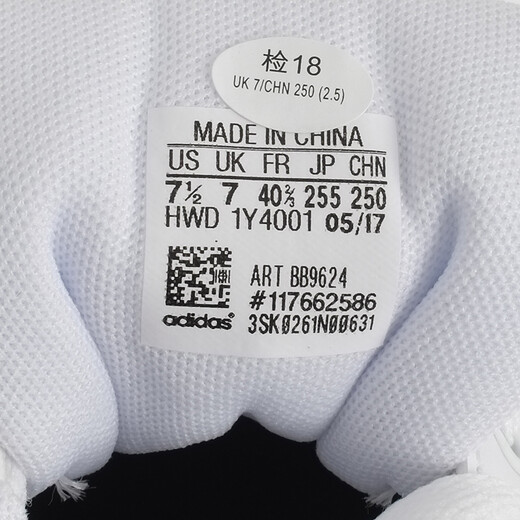 检18
UK 7/CHN 250 (2.5)
MADE IN CHINA
US UK FR JP CHN
7½ 7 40⅔ 255 250
HWD 1Y4001 05/17
ART BB9624
#117662586
adidas® 3SK0261N00631